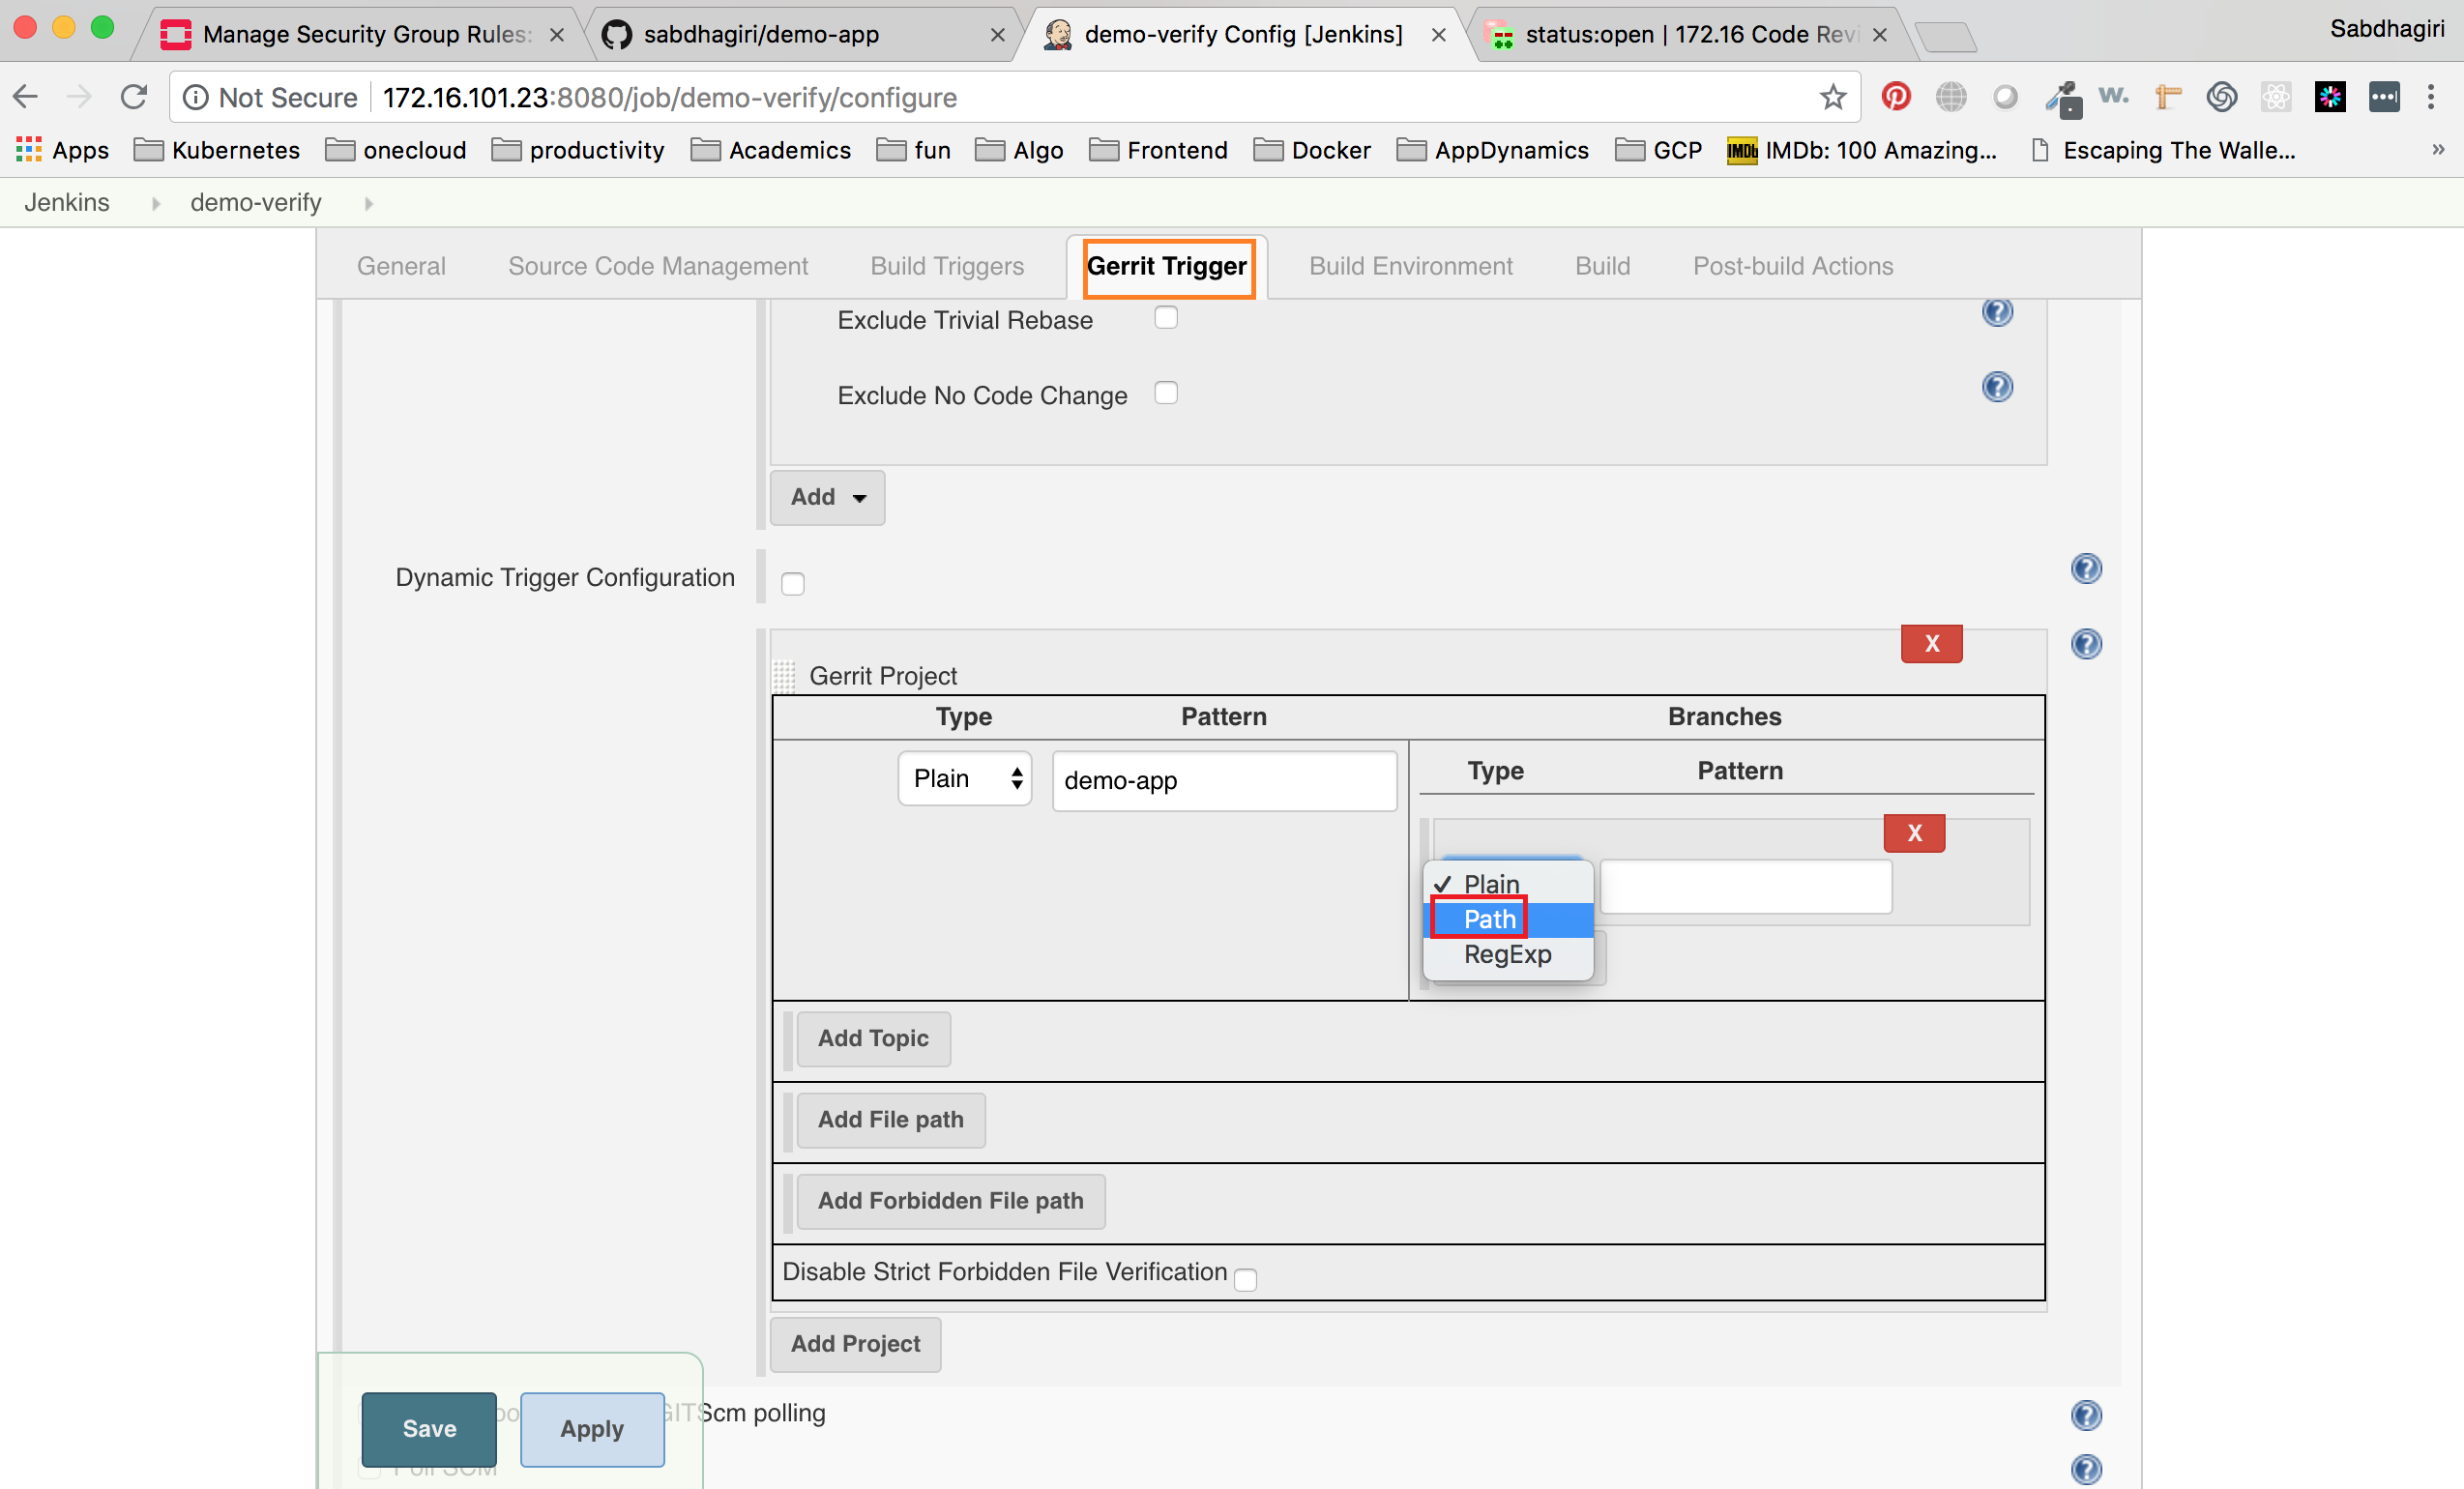 Manage Security Group Rules:
sabdhagiri/demo-app
demo-verify Config [Jenkins]
status:open | 172.16 Code Revi
Sabdhagiri
Not Secure
172.16.101.23:8080/job/demo-verify/configure
W.
Apps
Kubernetes
onecloud
productivity
Academics
fun
Algo
Frontend
Docker
AppDynamics
GCP
IMDb
IMDb: 100 Amazing...
Escaping The Walle...
»
Jenkins
demo-verify
General
Source Code Management
Build Triggers
Gerrit Trigger
Build Environment
Build
Post-build Actions
Exclude Trivial Rebase
?
Exclude No Code Change
?
Add
Dynamic Trigger Configuration
?
X
?
Gerrit Project
Type
Pattern
Branches
Plain
demo-app
Type
Pattern
X
✓ Plain
Path
RegExp
Add Topic
Add File path
Add Forbidden File path
Disable Strict Forbidden File Verification
Add Project
GITScm polling
?
Save
Apply
Poll SCM
?